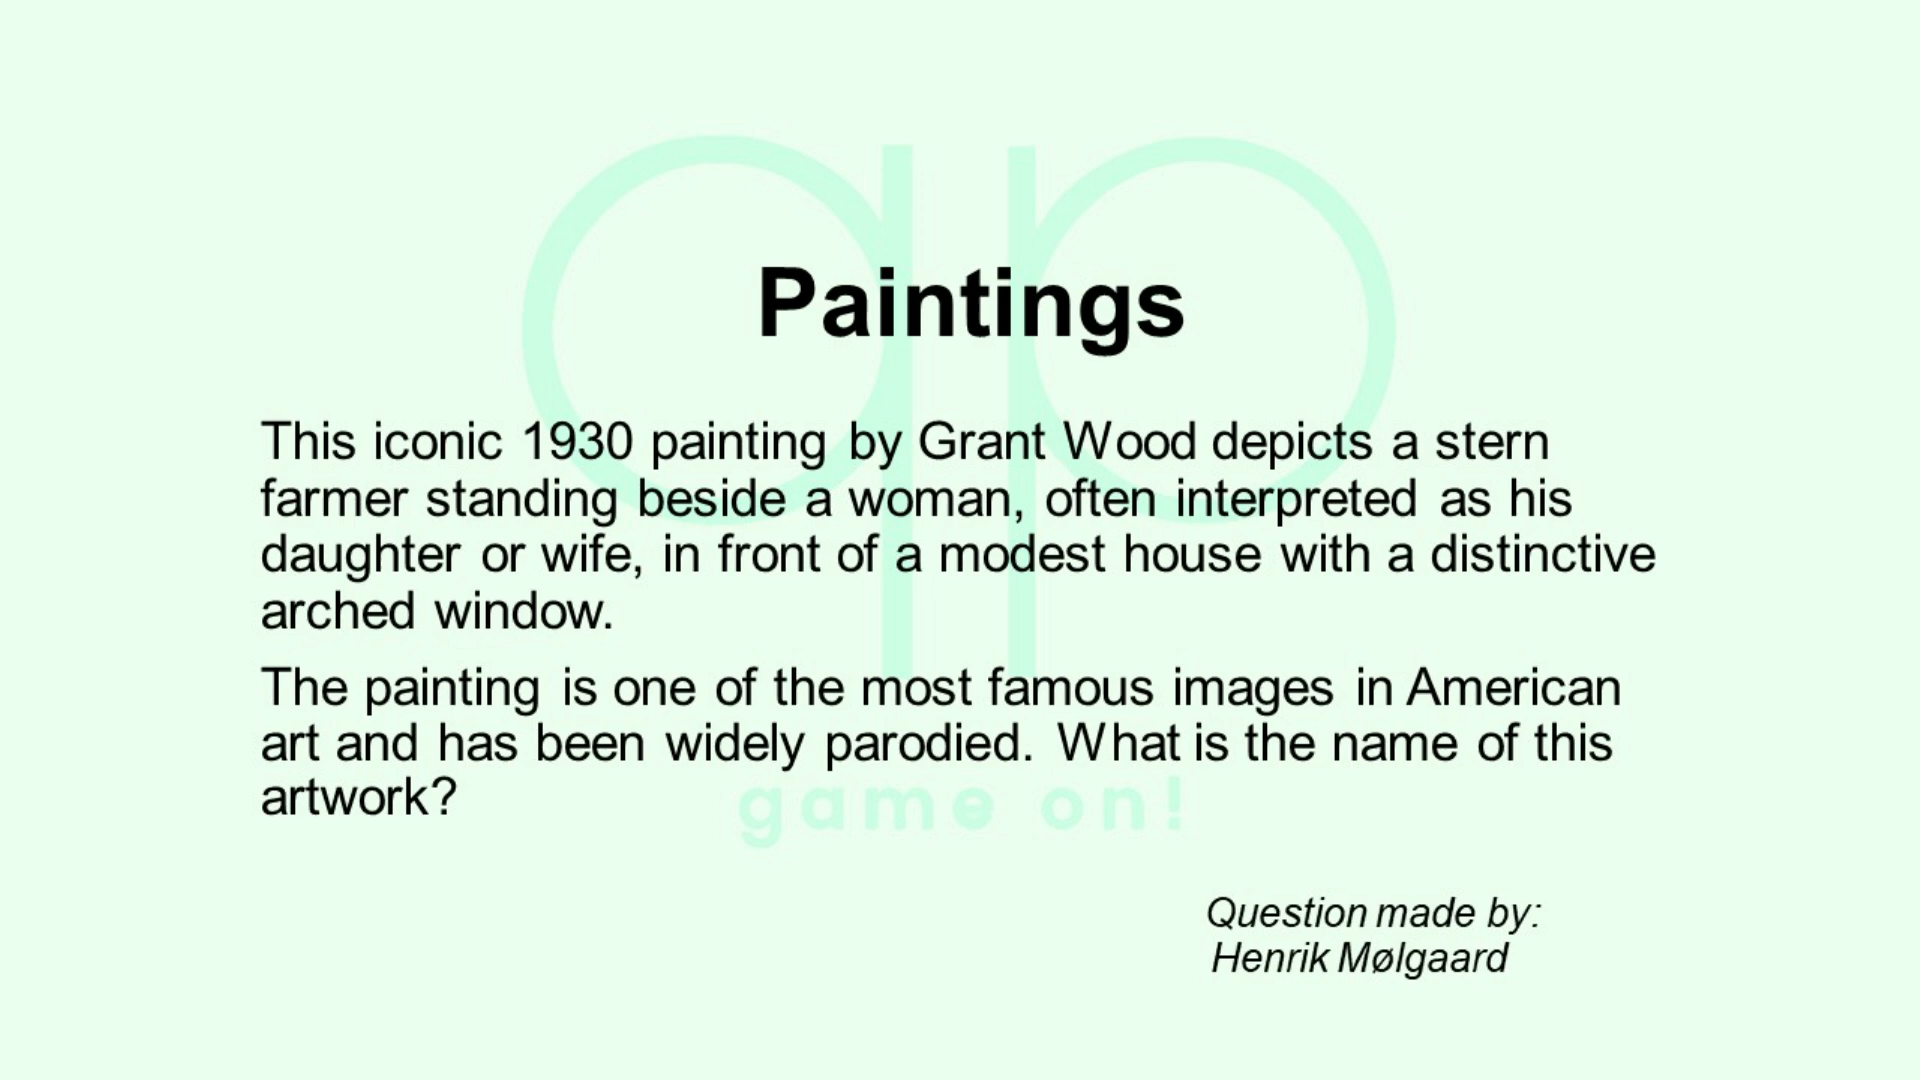 Paintings
This iconic 1930 painting by Grant Wood depicts a stern
farmer standing beside a woman, often interpreted as his
daughter or wife, in front of a modest house with a distinctive
arched window.
The painting is one of the most famous images in American
art and has been widely parodied. What is the name of this
artwork?
game on!
Question made by:
Henrik Mølgaard